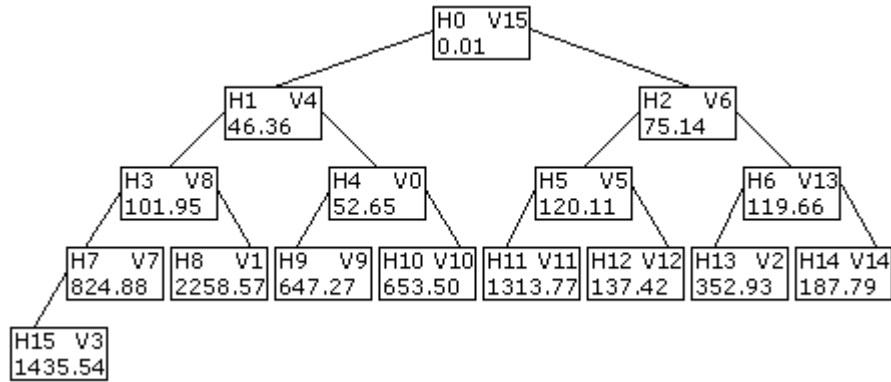 H0 V15
0.01
H1 V4
46.36
H2 V6
75.14
H3 V8
101.95
H4 V0
52.65
H5 V5
120.11
H6 V13
119.66
H7 V7
824.88
H8 V1
2258.57
H9 V9
647.27
H10 V10
653.50
H11 V11
1313.77
H12 V12
137.42
H13 V2
352.93
H14 V14
187.79
H15 V3
1435.54